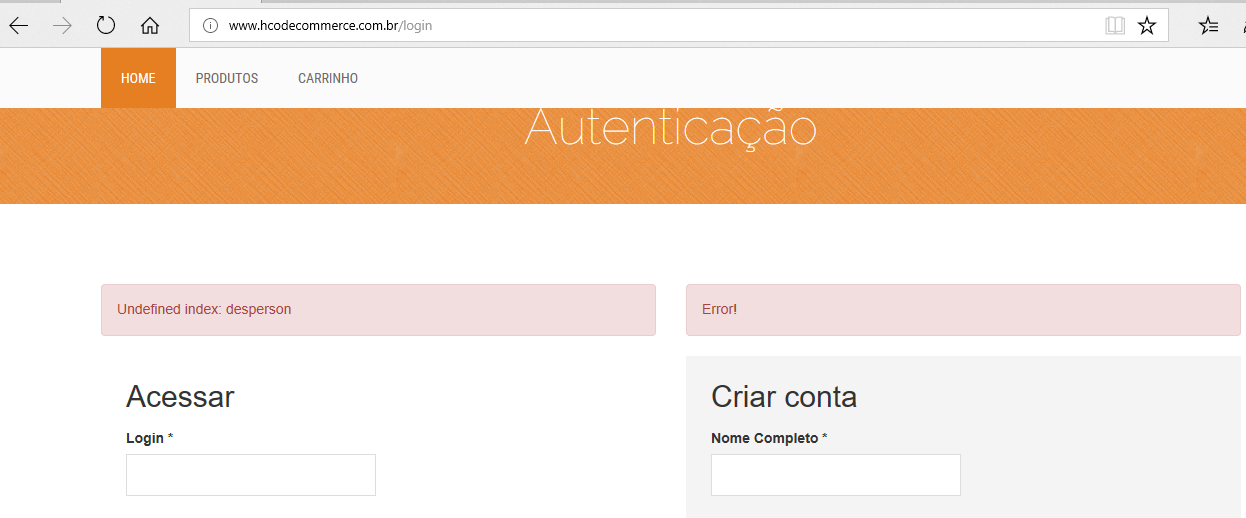 www.hcodecommerce.com.br/login
HOME PRODUTOS CARRINHO
Autenticação
Undefined index: desperson
Error!
Acessar
Login *
Criar conta
Nome Completo *